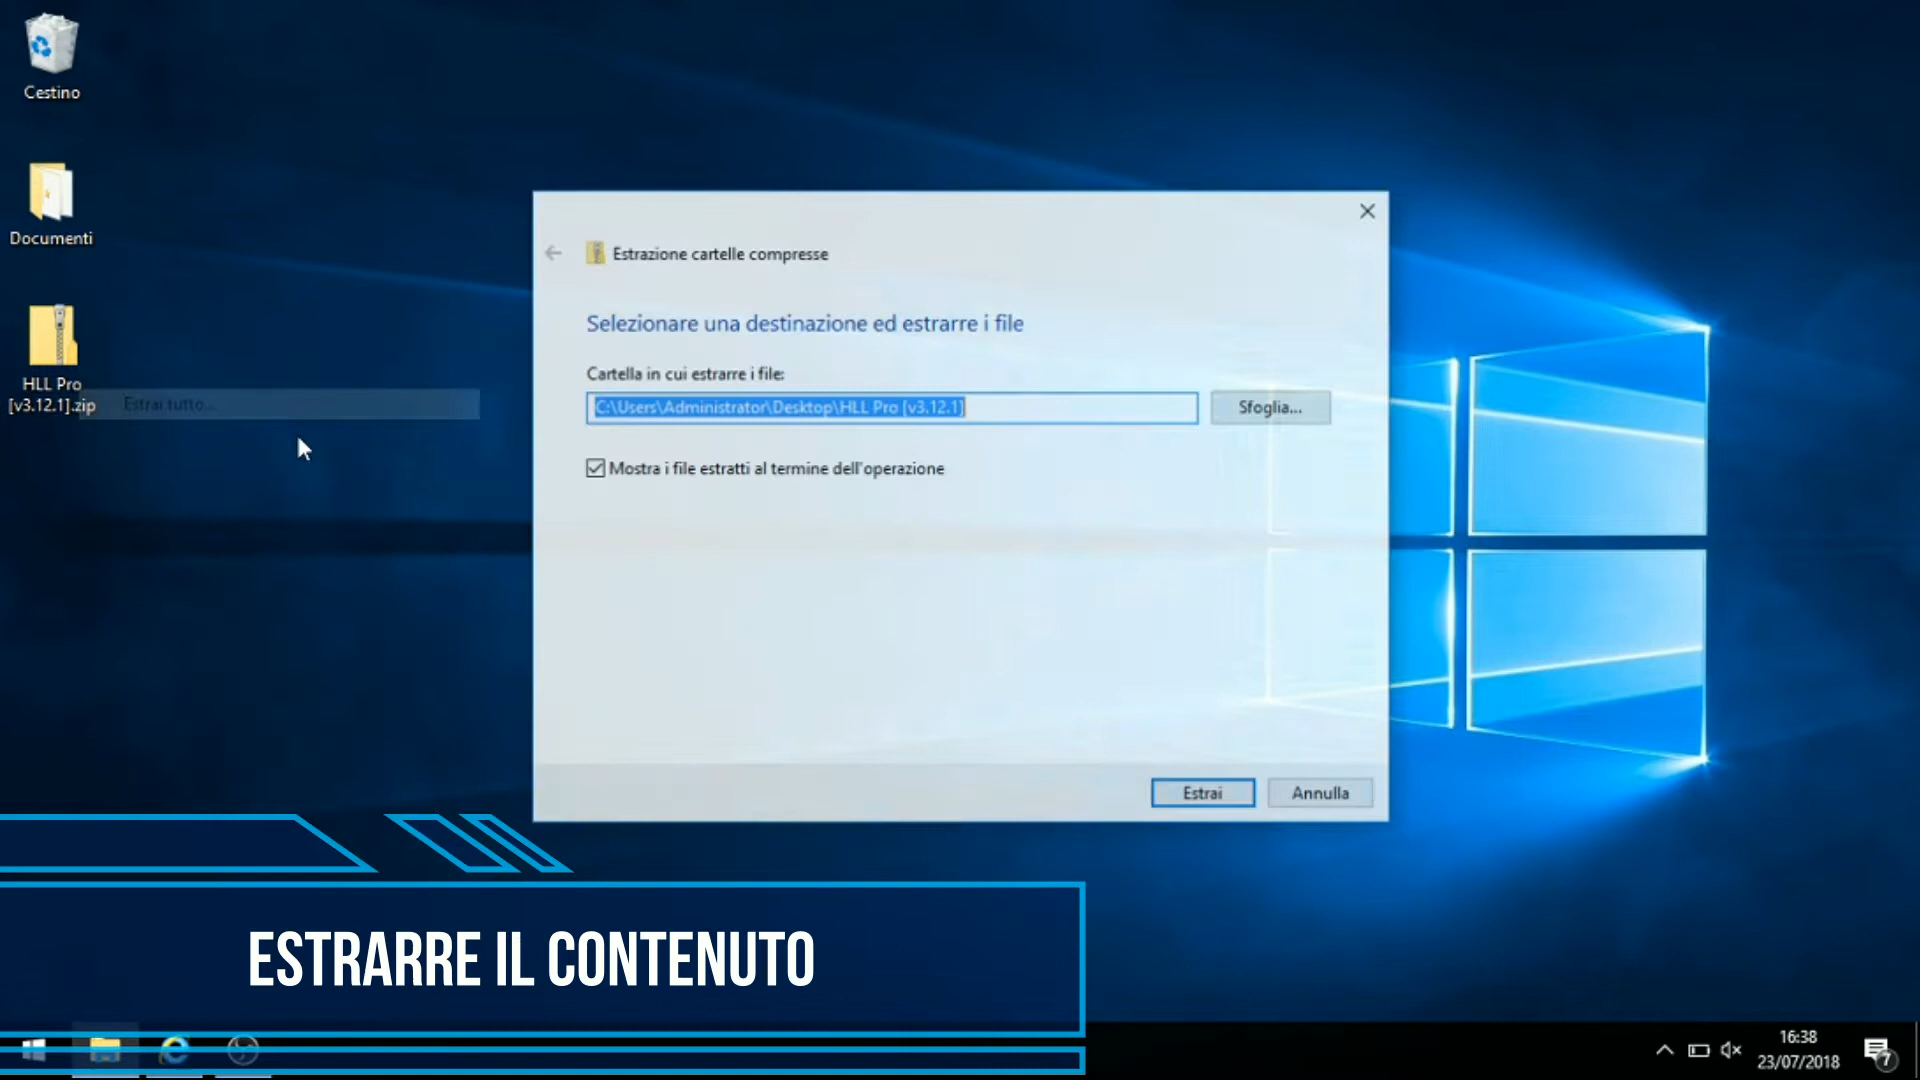 Cestino
Documenti
HLL Pro
[v3.12.1].zip
Estrai tutto...
Estrazione cartelle compresse
Selezionare una destinazione ed estrarre i file
Cartella in cui estrarre i file:
C:\Users\Administrator\Desktop\HLL Pro [v3.12.1]
Sfoglia...
Mostra i file estratti al termine dell'operazione
Estrai
Annulla
ESTRARRE IL CONTENUTO
16:38
23/07/2018
7